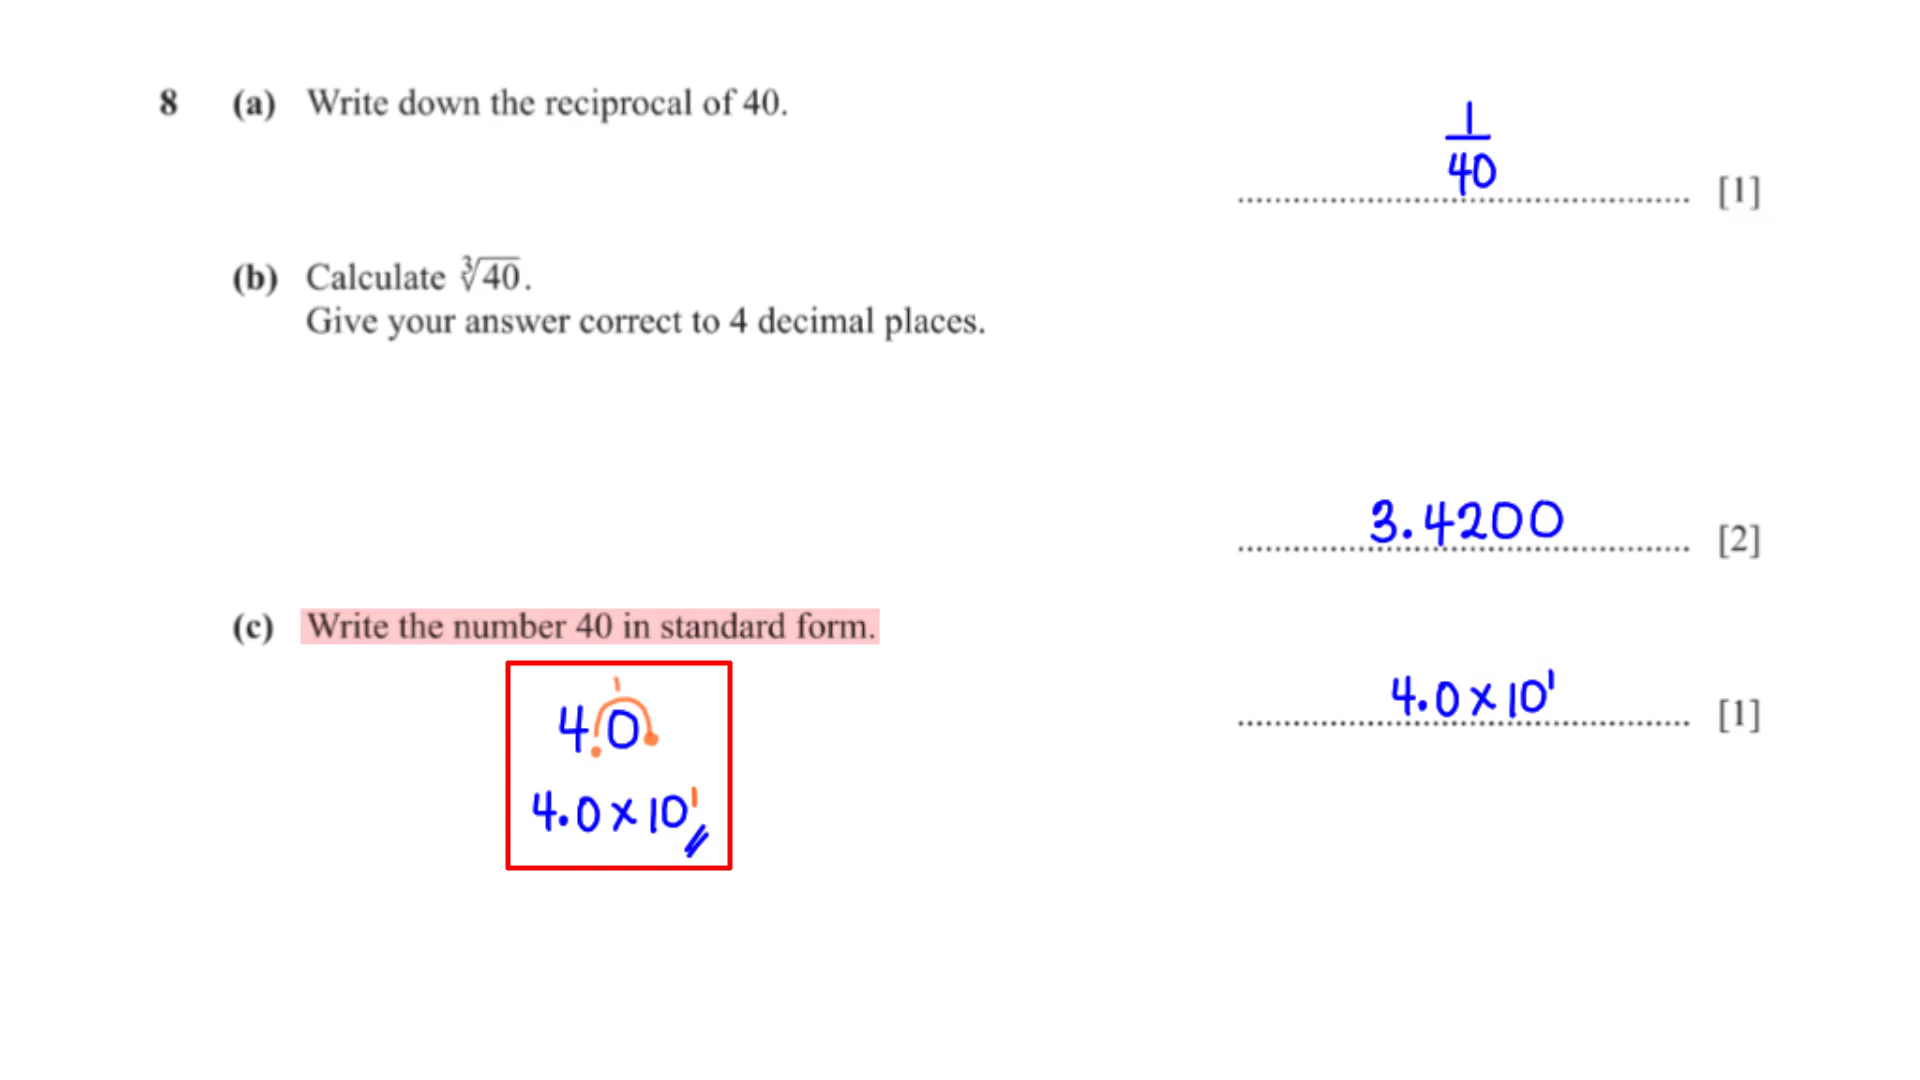 8 (a) Write down the reciprocal of 40.
1
40
[1]
(b) Calculate ∛40.
Give your answer correct to 4 decimal places.
3.4200
[2]
(c) Write the number 40 in standard form.
1
4.0.
4.0 x 10¹
4.0 x 10¹
[1]